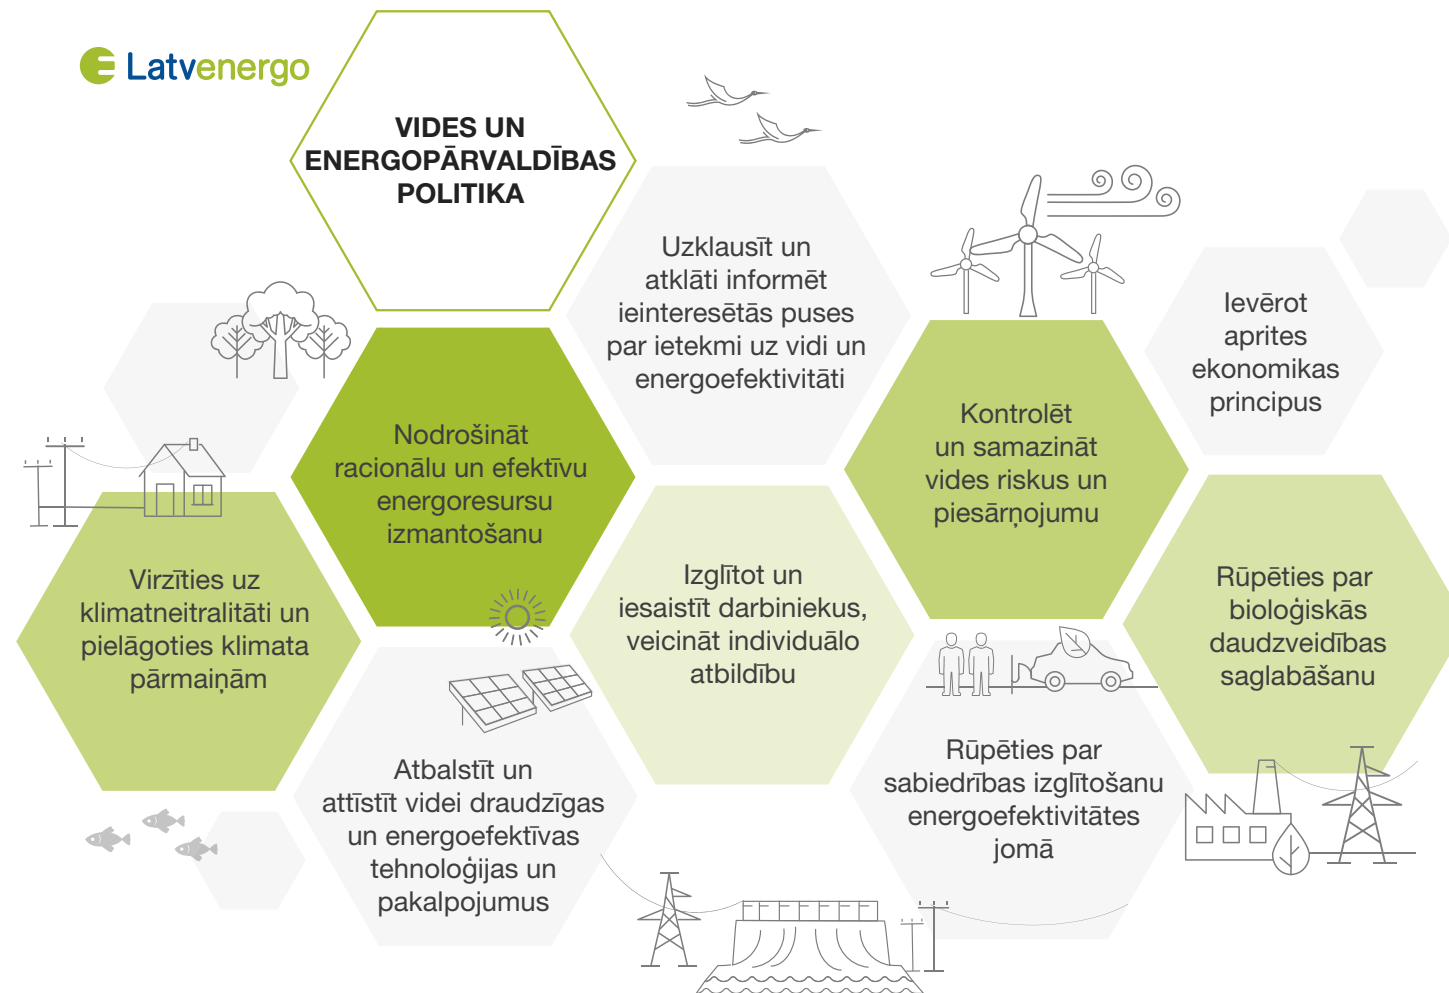 Latvenergo
VIDES UN
ENERGOPĀRVALDĪBAS
POLITIKA
Uzklausīt un
atklāti informēt
ieinteresētās puses
par ietekmi uz vidi un
energoefektivitāti
Ievērot
aprites
ekonomikas
principus
Nodrošināt
racionālu un efektīvu
energoresursu
izmantošanu
Kontrolēt
un samazināt
vides riskus un
piesārņojumu
Virzīties uz
klimatneitralitāti un
pielāgoties klimata
pārmaiņām
Izglītot un
iesaistīt darbiniekus,
veicināt individuālo
atbildību
Rūpēties par
bioloģiskās
daudzveidības
saglabāšanu
Atbalstīt un
attīstīt videi draudzīgas
un energoefektīvas
tehnoloģijas un
pakalpojumus
Rūpēties par
sabiedrības izglītošanu
energoefektivitātes
jomā